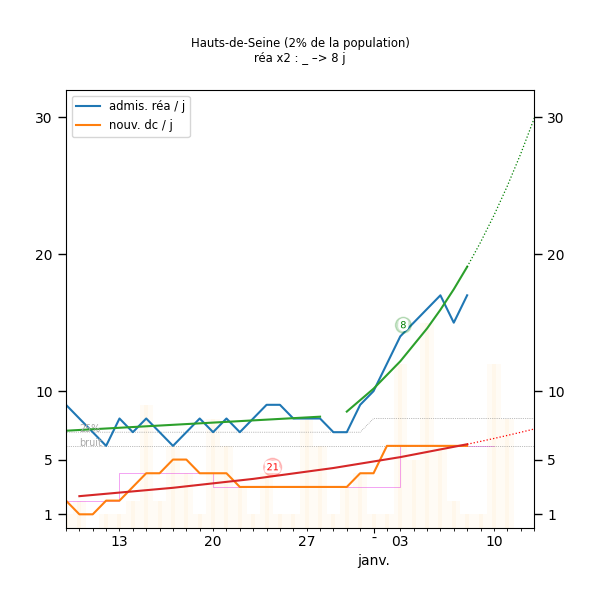 Hauts-de-Seine (2% de la population)
réa x2 : _ –> 8 j
admis. réa / j
nouv. dc / j
30 30
20 20
8
10 10
bruit
21
5 5
1 1
13 20 27 - 03 10
janv.